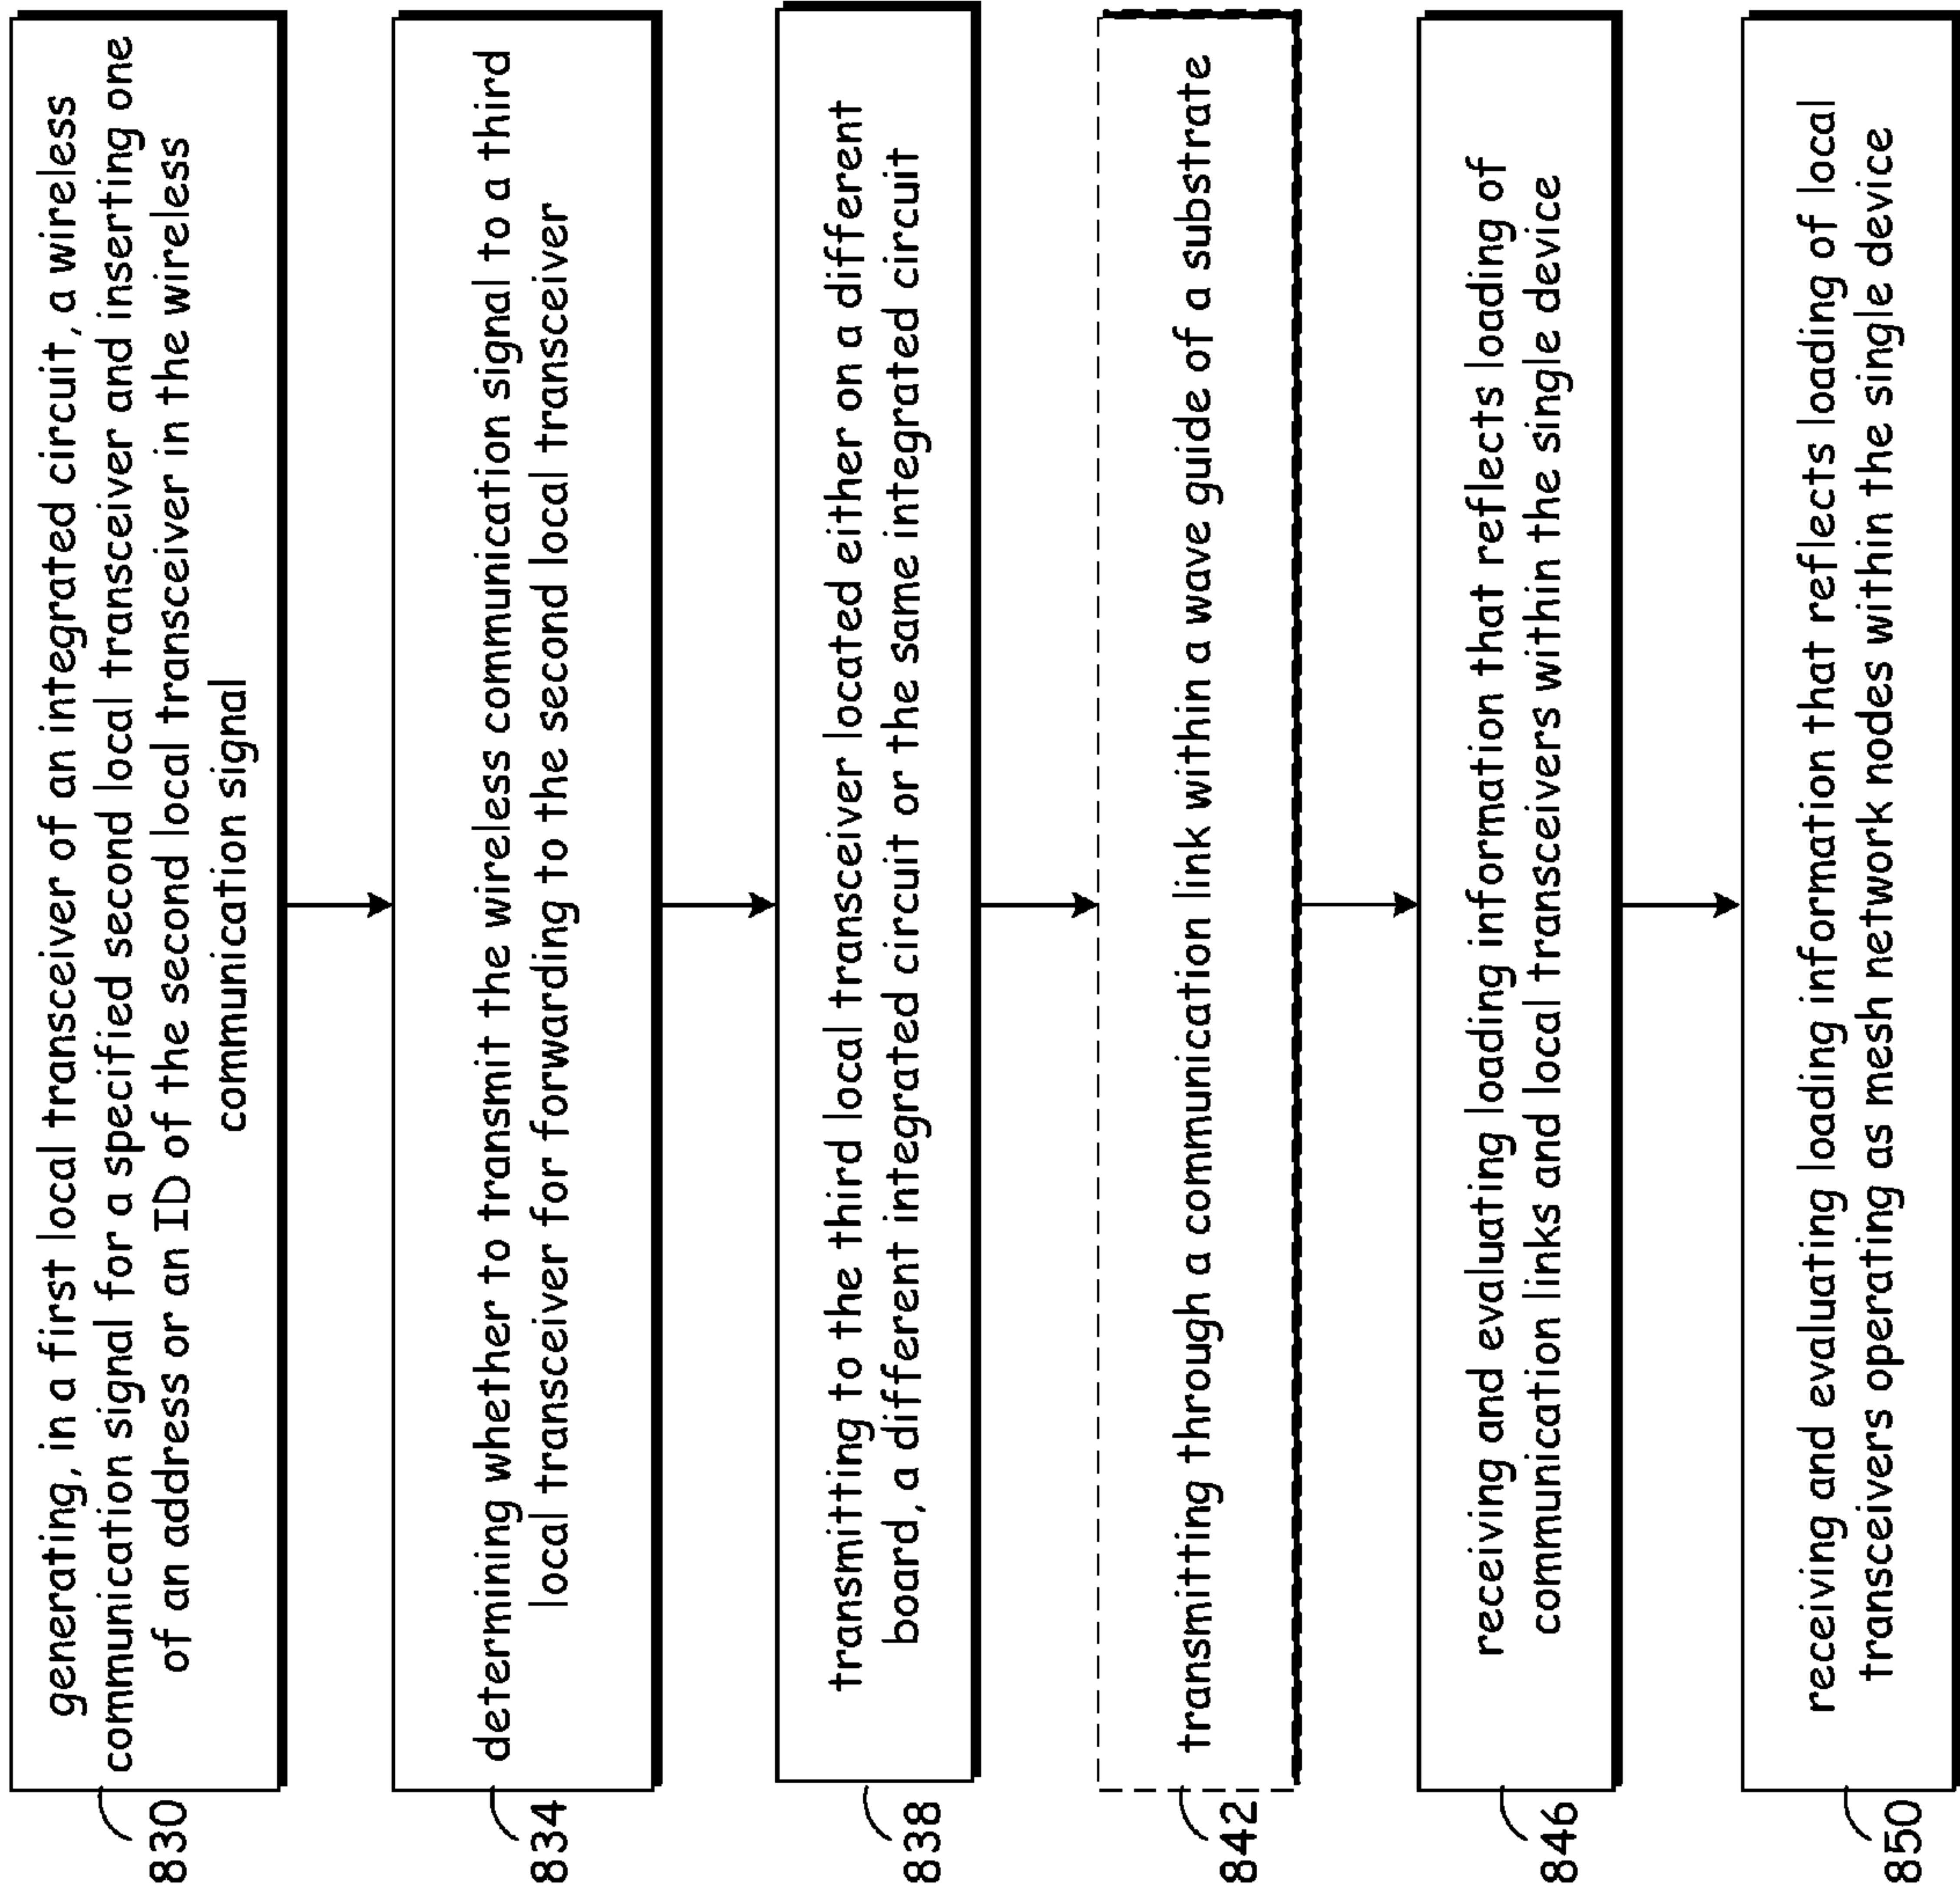 830
generating, in a first local transceiver of an integrated circuit, a wireless
communication signal for a specified second local transceiver and inserting one
of an address or an ID of the second local transceiver in the wireless
communication signal
834
determining whether to transmit the wireless communication signal to a third
local transceiver for forwarding to the second local transceiver
838
transmitting to the third local transceiver located either on a different
board, a different integrated circuit or the same integrated circuit
842
transmitting through a communication link within a wave guide of a substrate
846
receiving and evaluating loading information that reflects loading of
communication links and local transceivers within the single device
850
receiving and evaluating loading information that reflects loading of local
transceivers operating as mesh network nodes within the single device